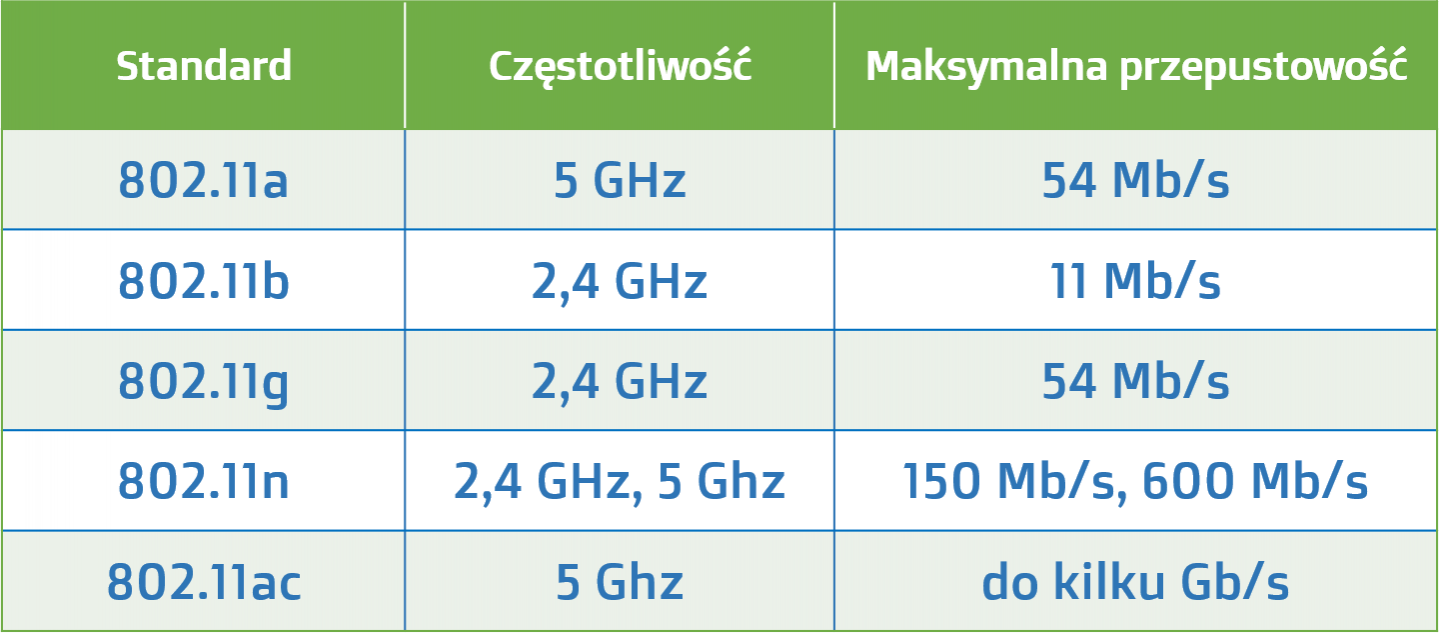 Standard Częstotliwość Maksymalna przepustowość
802.11a 5 GHz 54 Mb/s
802.11b 2,4 GHz 11 Mb/s
802.11g 2,4 GHz 54 Mb/s
802.11n 2,4 GHz, 5 Ghz 150 Mb/s, 600 Mb/s
802.11ac 5 Ghz do kilku Gb/s